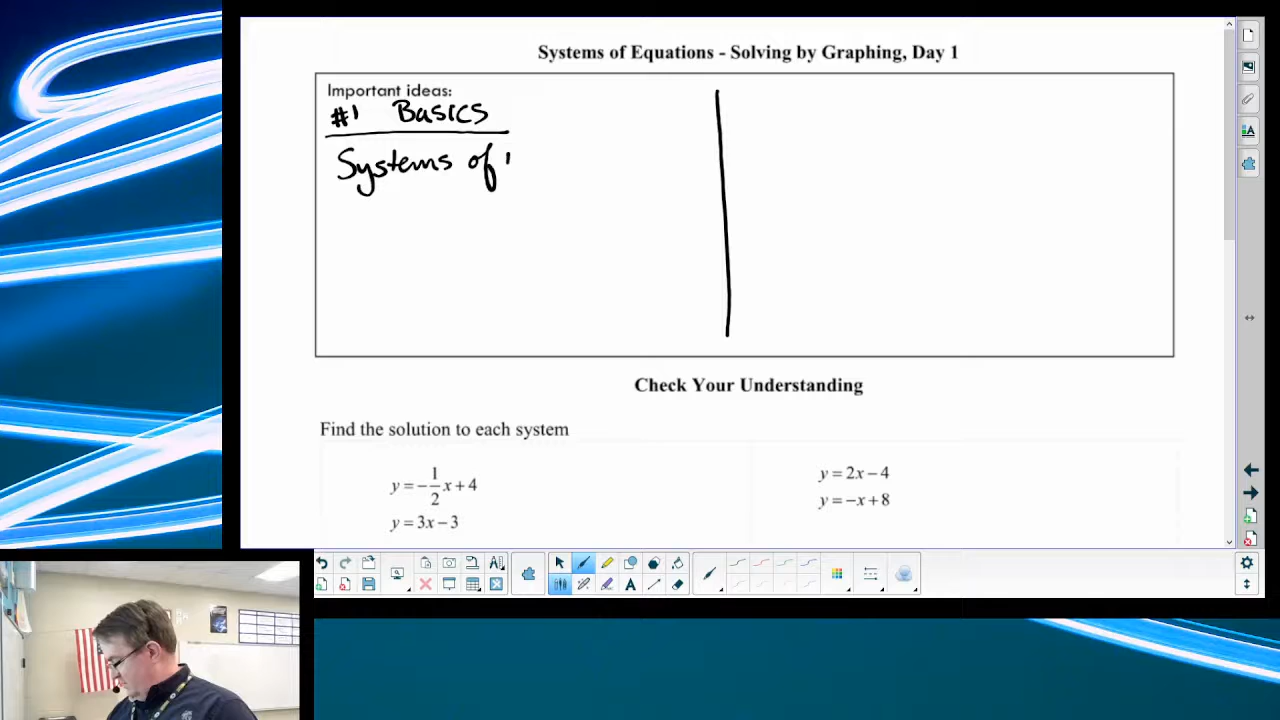 Systems of Equations - Solving by Graphing, Day 1
Important ideas:
#1 Basics
Systems of
Check Your Understanding
Find the solution to each system
y = -1/2 x + 4
y = 3x - 3
y = 2x - 4
y = -x + 8